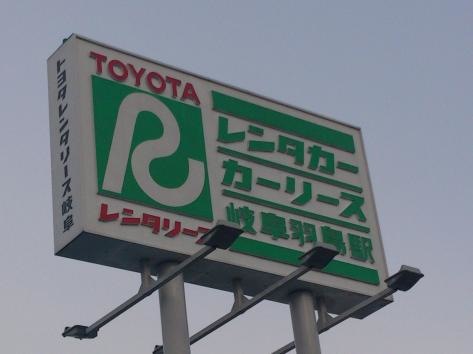 トヨタレンタリース岐阜
TOYOTA
R
レンタリース
レンタカー
カーリース
岐阜羽島駅